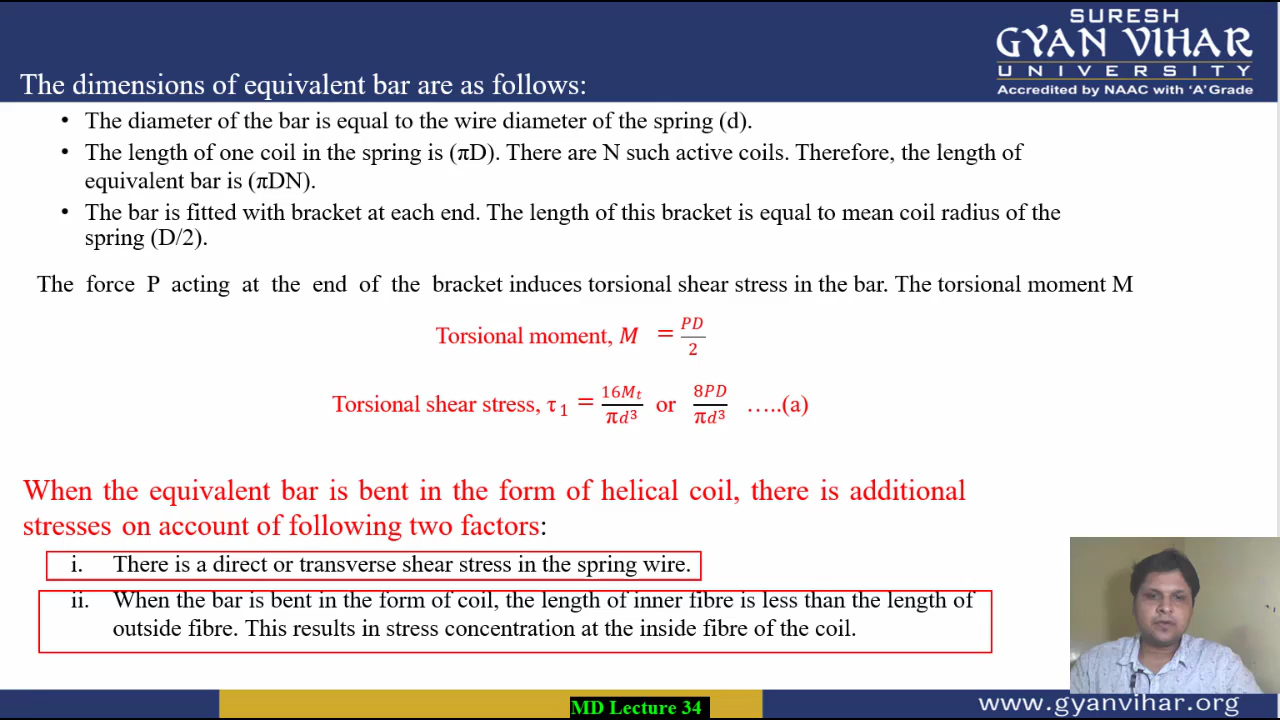 SURESH
GYAN VIHAR
UNIVERSITY
Accredited by NAAC with ‘A’ Grade
The dimensions of equivalent bar are as follows:
• The diameter of the bar is equal to the wire diameter of the spring (d).
• The length of one coil in the spring is (πD). There are N such active coils. Therefore, the length of
equivalent bar is (πDN).
• The bar is fitted with bracket at each end. The length of this bracket is equal to mean coil radius of the
spring (D/2).
The force P acting at the end of the bracket induces torsional shear stress in the bar. The torsional moment M
Torsional moment, M = PD/2
Torsional shear stress, τ₁ = 16Mₜ/πd³ or 8PD/πd³ …..(a)
When the equivalent bar is bent in the form of helical coil, there is additional
stresses on account of following two factors:
i. There is a direct or transverse shear stress in the spring wire.
ii. When the bar is bent in the form of coil, the length of inner fibre is less than the length of
outside fibre. This results in stress concentration at the inside fibre of the coil.
MD Lecture 34
www.gyanvihar.org